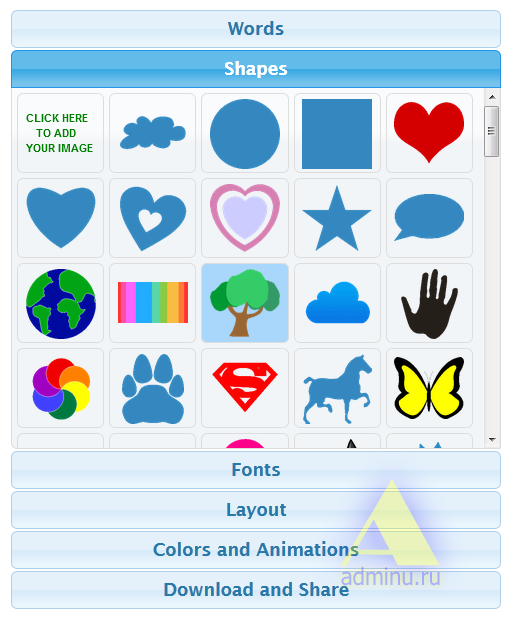 Words
Shapes
CLICK HERE
TO ADD
YOUR IMAGE
Fonts
Layout
Colors and Animations
Download and Share
adminu.ru